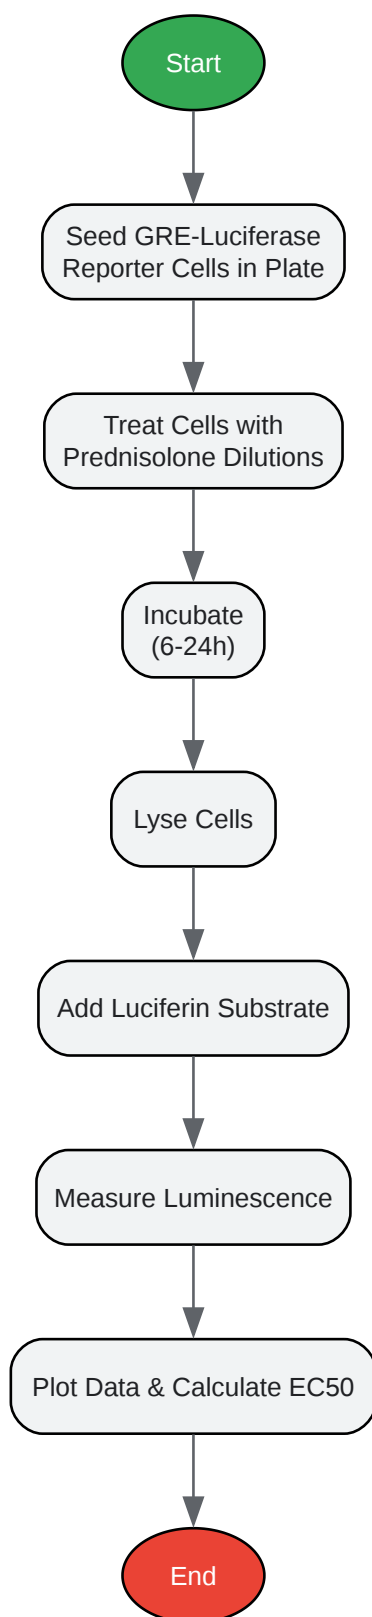 Start
Seed GRE-Luciferase
Reporter Cells in Plate
Treat Cells with
Prednisolone Dilutions
Incubate
(6-24h)
Lyse Cells
Add Luciferin Substrate
Measure Luminescence
Plot Data & Calculate EC50
End